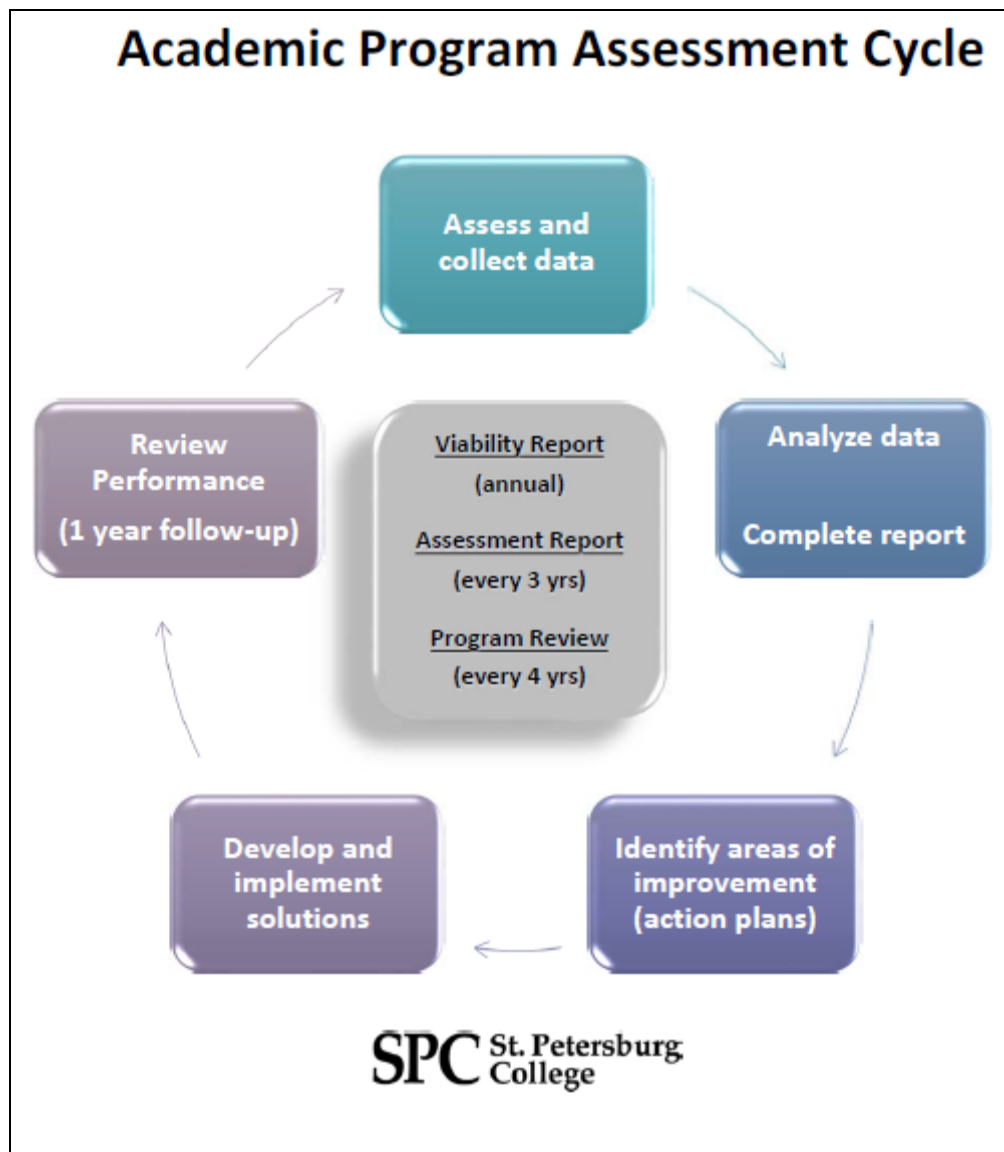 Academic Program Assessment Cycle
Assess and
collect data
Analyze data
Complete report
Identify areas of
improvement
(action plans)
Develop and
implement
solutions
Review
Performance
(1 year follow-up)
Viability Report
(annual)
Assessment Report
(every 3 yrs)
Program Review
(every 4 yrs)
SPC St. Petersburg
College